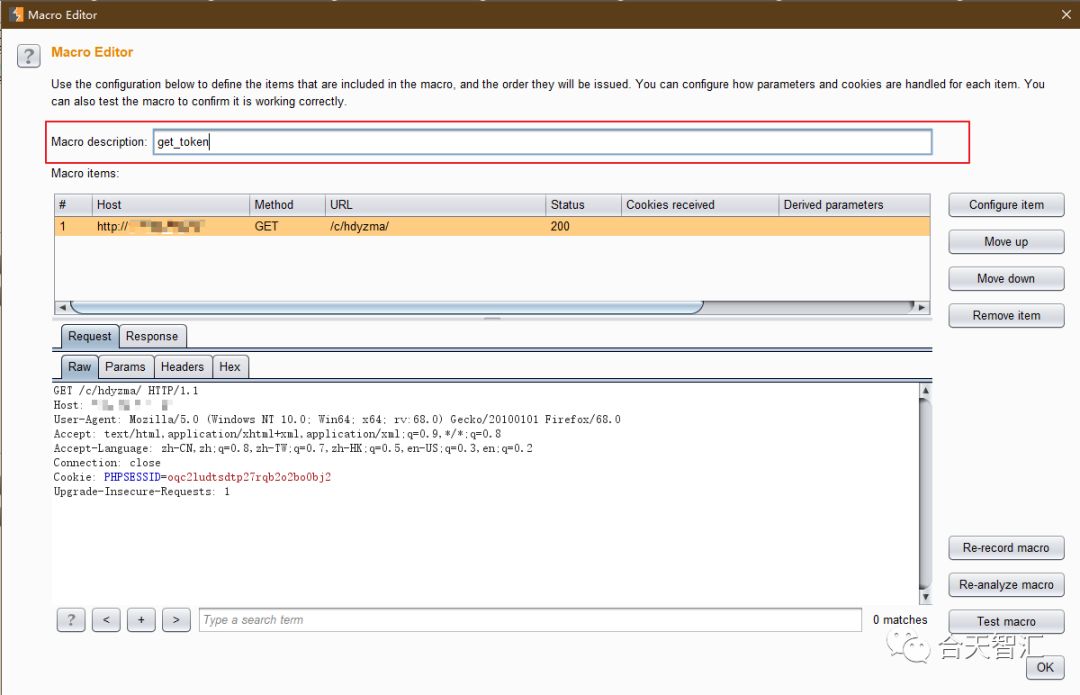 Macro Editor
Macro Editor
Use the configuration below to define the items that are included in the macro, and the order they will be issued. You can configure how parameters and cookies are handled for each item. You
can also test the macro to confirm it is working correctly.
Macro description: get_token
Macro items:
# Host Method URL Status Cookies received Derived parameters
1 http:// GET /c/hdyzma/ 200
Configure item
Move up
Move down
Remove item
Request Response
Raw Params Headers Hex
GET /c/hdyzma/ HTTP/1.1
Host:
User-Agent: Mozilla/5.0 (Windows NT 10.0; Win64; x64; rv:68.0) Gecko/20100101 Firefox/68.0
Accept: text/html,application/xhtml+xml,application/xml;q=0.9,*/*;q=0.8
Accept-Language: zh-CN,zh;q=0.8,zh-TW;q=0.7,zh-HK;q=0.5,en-US;q=0.3,en;q=0.2
Connection: close
Cookie: PHPSESSID=oqc2ludtsdtp27rqb2o2bo0bj2
Upgrade-Insecure-Requests: 1
Re-record macro
Re-analyze macro
Test macro
? < + > Type a search term 0 matches
合天智汇
OK